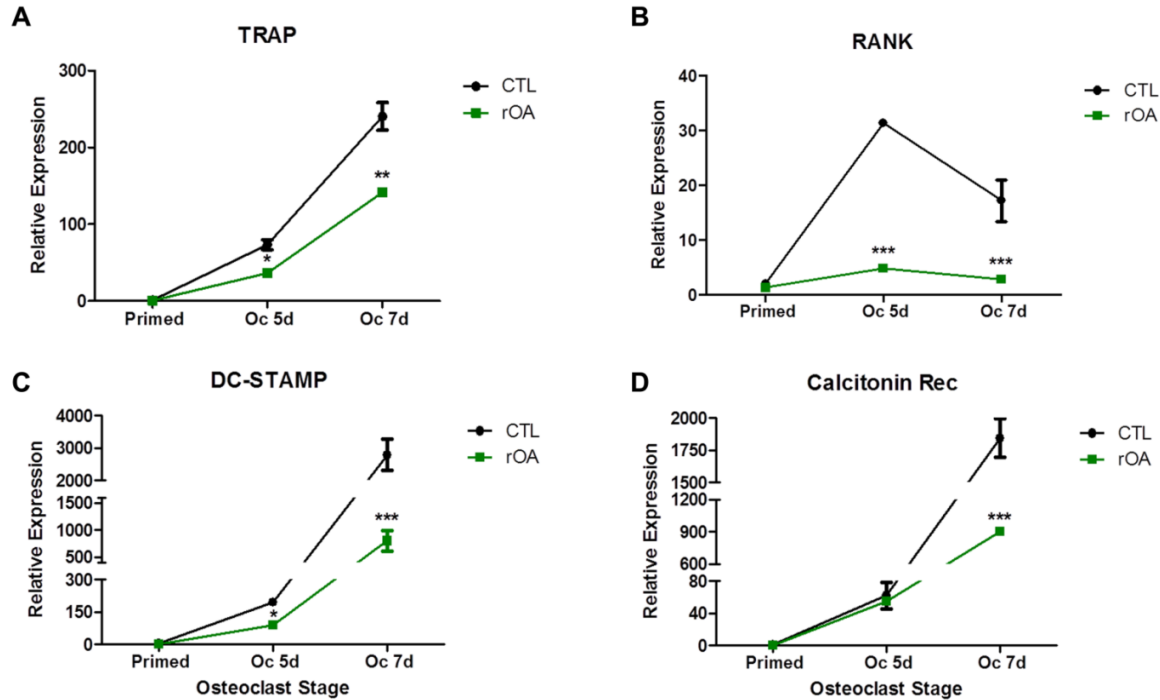 A
TRAP
Relative Expression
300
200
100
0
*
**
Primed
Oc 5d
Oc 7d
CTL
rOA
B
RANK
Relative Expression
40
30
20
10
0
***
***
Primed
Oc 5d
Oc 7d
CTL
rOA
C
DC-STAMP
Relative Expression
4000
3000
2000
1500
1000
500
300
150
0
*
***
Primed
Oc 5d
Oc 7d
Osteoclast Stage
CTL
rOA
D
Calcitonin Rec
Relative Expression
2000
1750
1500
1200
900
600
80
40
0
***
Primed
Oc 5d
Oc 7d
Osteoclast Stage
CTL
rOA